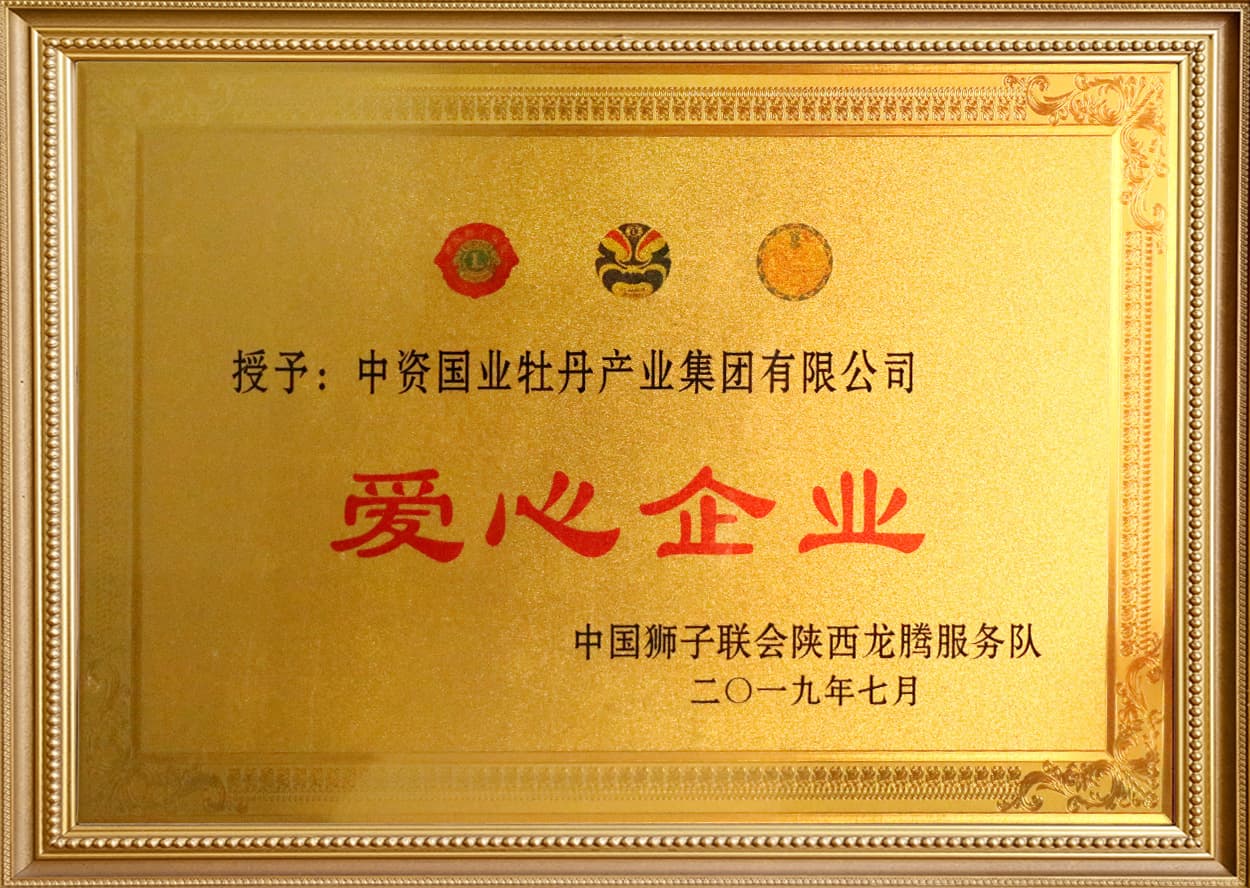 授予：中资国业牡丹产业集团有限公司
爱心企业
中国狮子联会陕西龙腾服务队
二〇一九年七月